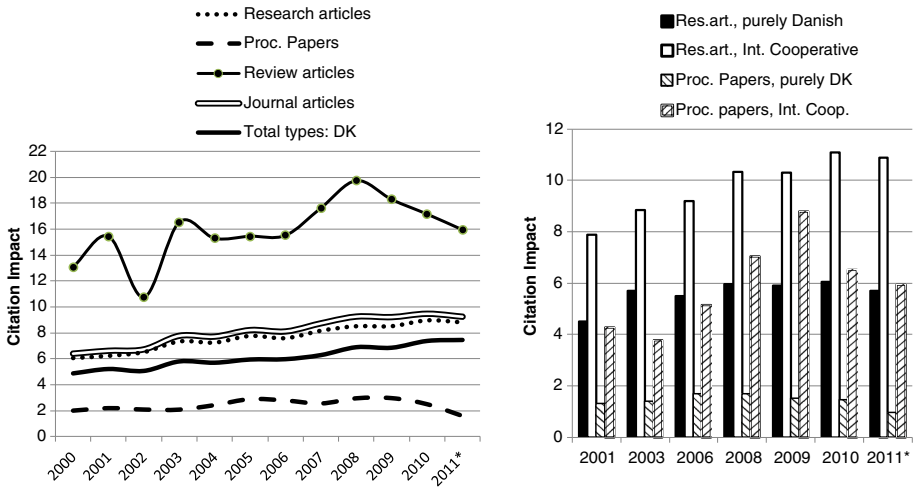 Research articles
Proc. Papers
Review articles
Journal articles
Total types: DK
Citation Impact
22
20
18
16
14
12
10
8
6
4
2
0
2000 2001 2002 2003 2004 2005 2006 2007 2008 2009 2010 2011*
Res.art., purely Danish
Res.art., Int. Cooperative
Proc. Papers, purely DK
Proc. papers, Int. Coop.
Citation Impact
12
10
8
6
4
2
0
2001 2003 2006 2008 2009 2010 2011*